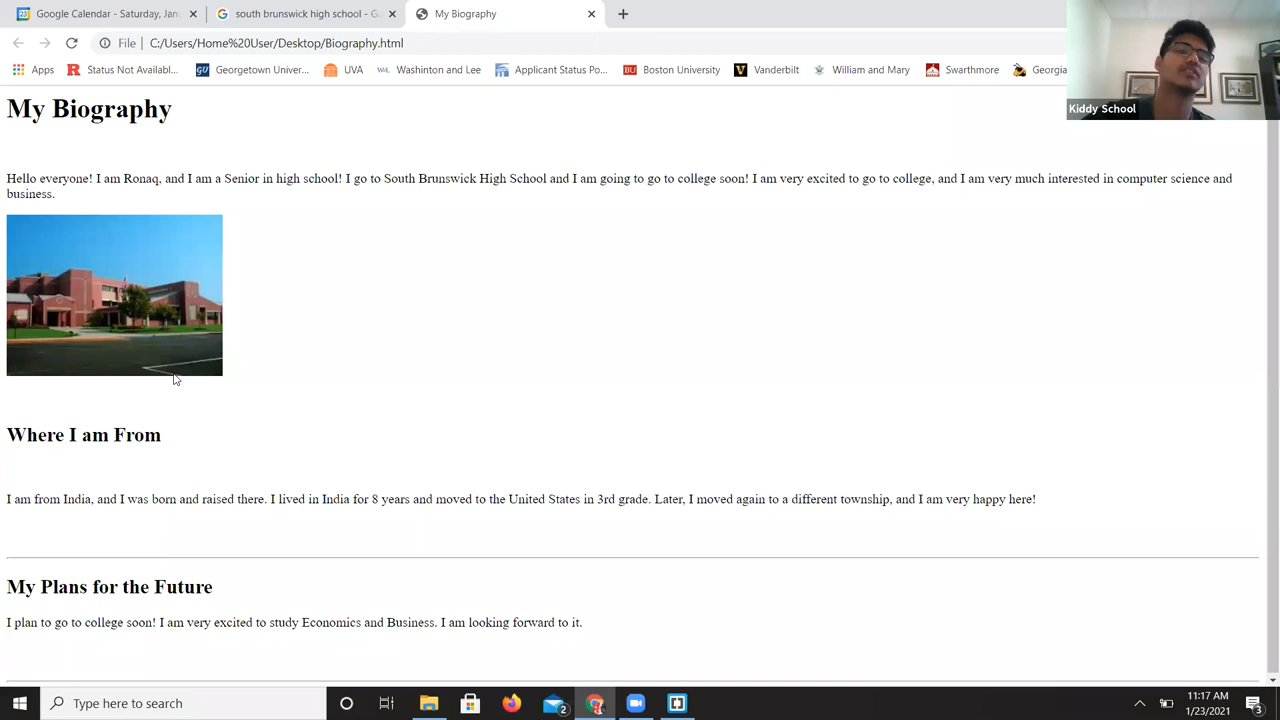 Google Calendar - Saturday, Jan
south brunswick high school - G
My Biography
File
C:/Users/Home%20User/Desktop/Biography.html
Apps
Status Not Availabl...
Georgetown Univer...
UVA
Washinton and Lee
Applicant Status Po...
Boston University
Vanderbilt
William and Mary
Swarthmore
Georgia
Kiddy School
My Biography
Hello everyone! I am Ronaq, and I am a Senior in high school! I go to South Brunswick High School and I am going to go to college soon! I am very excited to go to college, and I am very much interested in computer science and
business.
Where I am From
I am from India, and I was born and raised there. I lived in India for 8 years and moved to the United States in 3rd grade. Later, I moved again to a different township, and I am very happy here!
My Plans for the Future
I plan to go to college soon! I am very excited to study Economics and Business. I am looking forward to it.
Type here to search
2
11:17 AM
1/23/2021
3